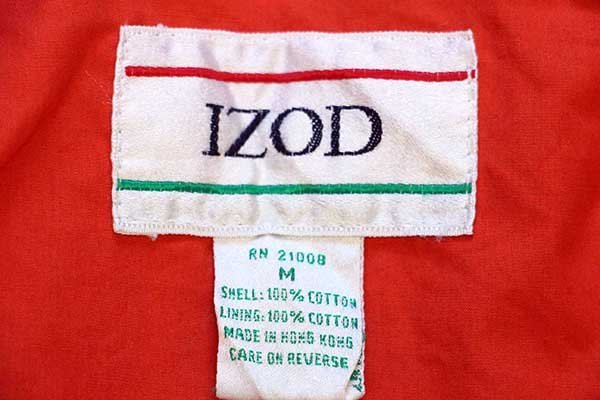 IZOD
RN 21008
M
SHELL: 100% COTTON
LINING: 100% COTTON
MADE IN HONG KONG
CARE ON REVERSE